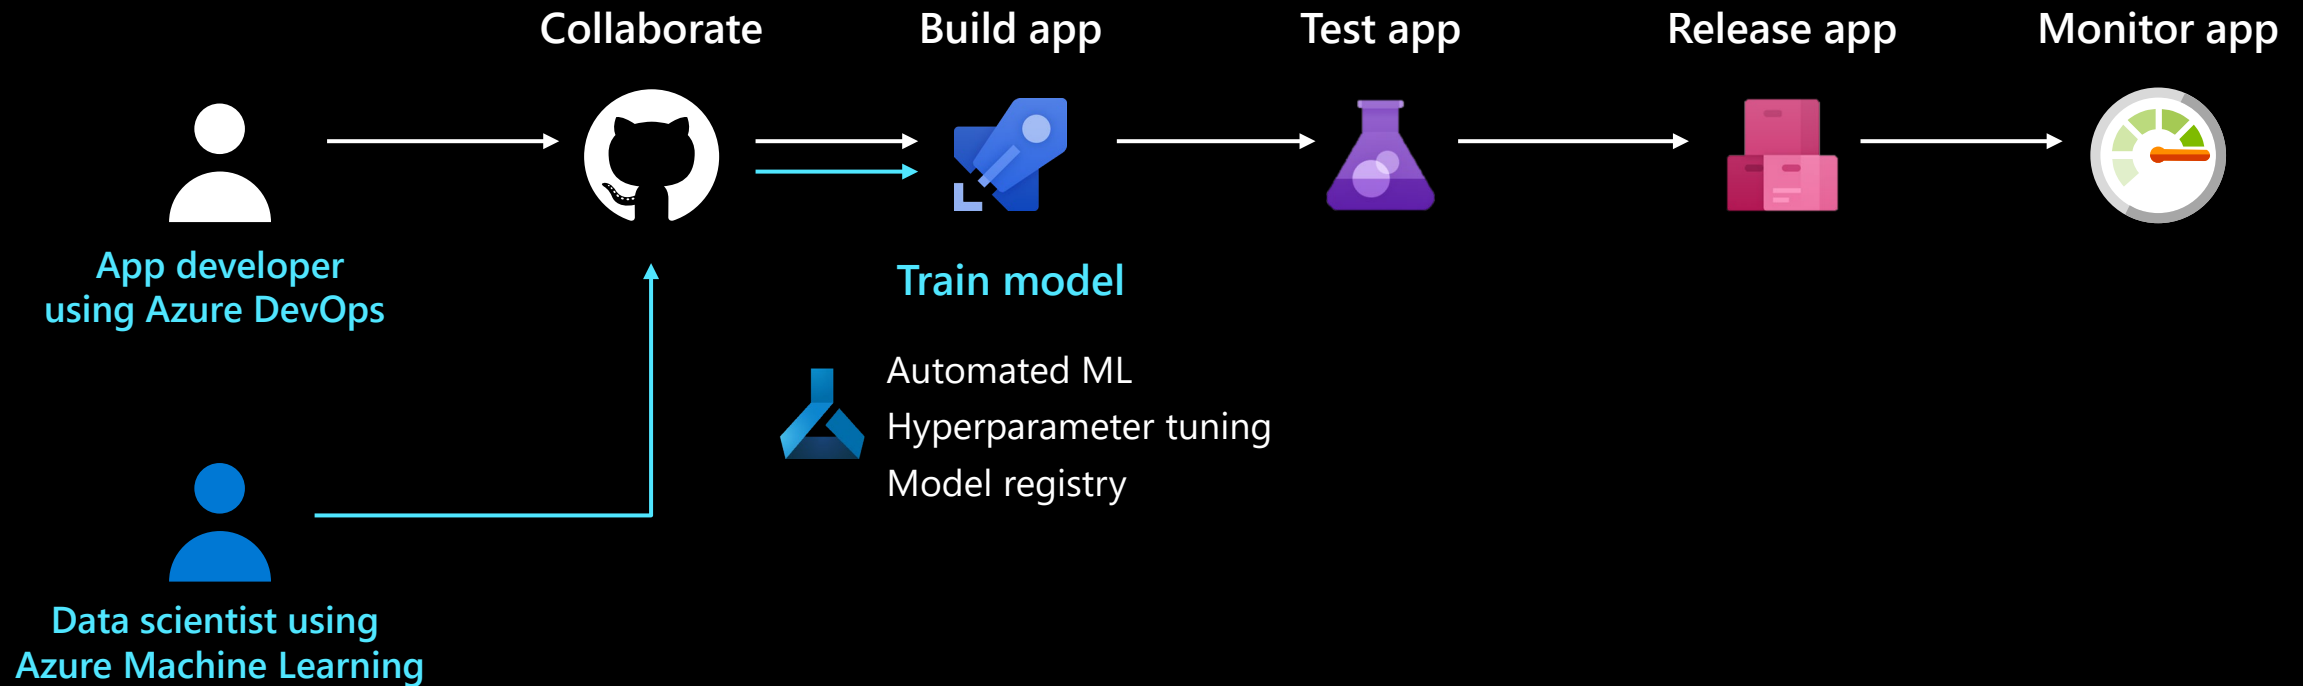 Collaborate
Build app
Test app
Release app
Monitor app
App developer
using Azure DevOps
Train model
Automated ML
Hyperparameter tuning
Model registry
Data scientist using
Azure Machine Learning